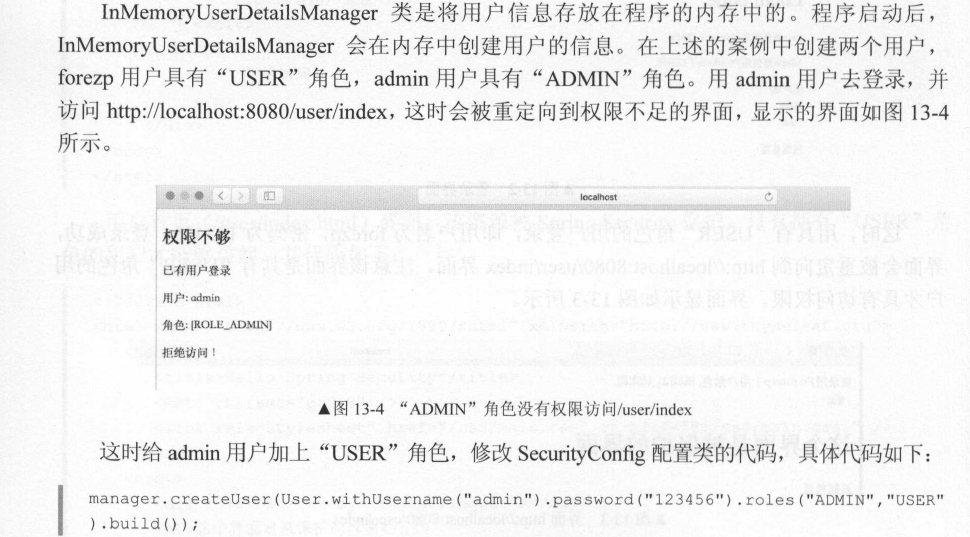 InMemoryUserDetailsManager 类是将用户信息存放在程序的内存中的。程序启动后，
InMemoryUserDetailsManager 会在内存中创建用户的信息。在上述的案例中创建两个用户，
forezp 用户具有“USER”角色，admin 用户具有“ADMIN”角色。用 admin 用户去登录，并
访问 http://localhost:8080/user/index，这时会被重定向到权限不足的界面，显示的界面如图 13-4
所示。
localhost
权限不够
已有用户登录
用户: admin
角色: [ROLE_ADMIN]
拒绝访问！
▲图 13-4 “ADMIN”角色没有权限访问/user/index
这时给 admin 用户加上“USER”角色，修改 SecurityConfig 配置类的代码，具体代码如下：
manager.createUser(User.withUsername("admin").password("123456").roles("ADMIN","USER"
).build());